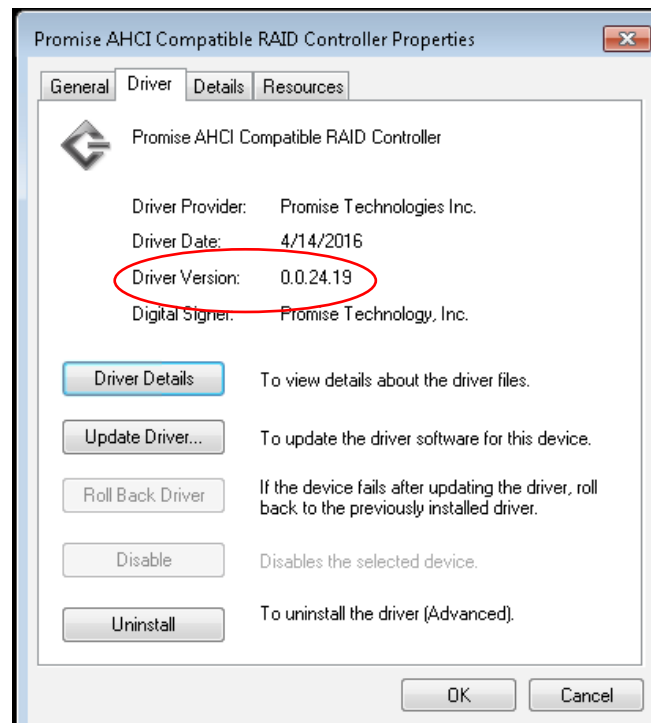 Promise AHCI Compatible RAID Controller Properties
General Driver Details Resources
Promise AHCI Compatible RAID Controller
Driver Provider: Promise Technologies Inc.
Driver Date: 4/14/2016
Driver Version: 0.0.24.19
Digital Signer: Promise Technology, Inc.
Driver Details To view details about the driver files.
Update Driver... To update the driver software for this device.
Roll Back Driver If the device fails after updating the driver, roll
back to the previously installed driver.
Disable Disables the selected device.
Uninstall To uninstall the driver (Advanced).
OK Cancel